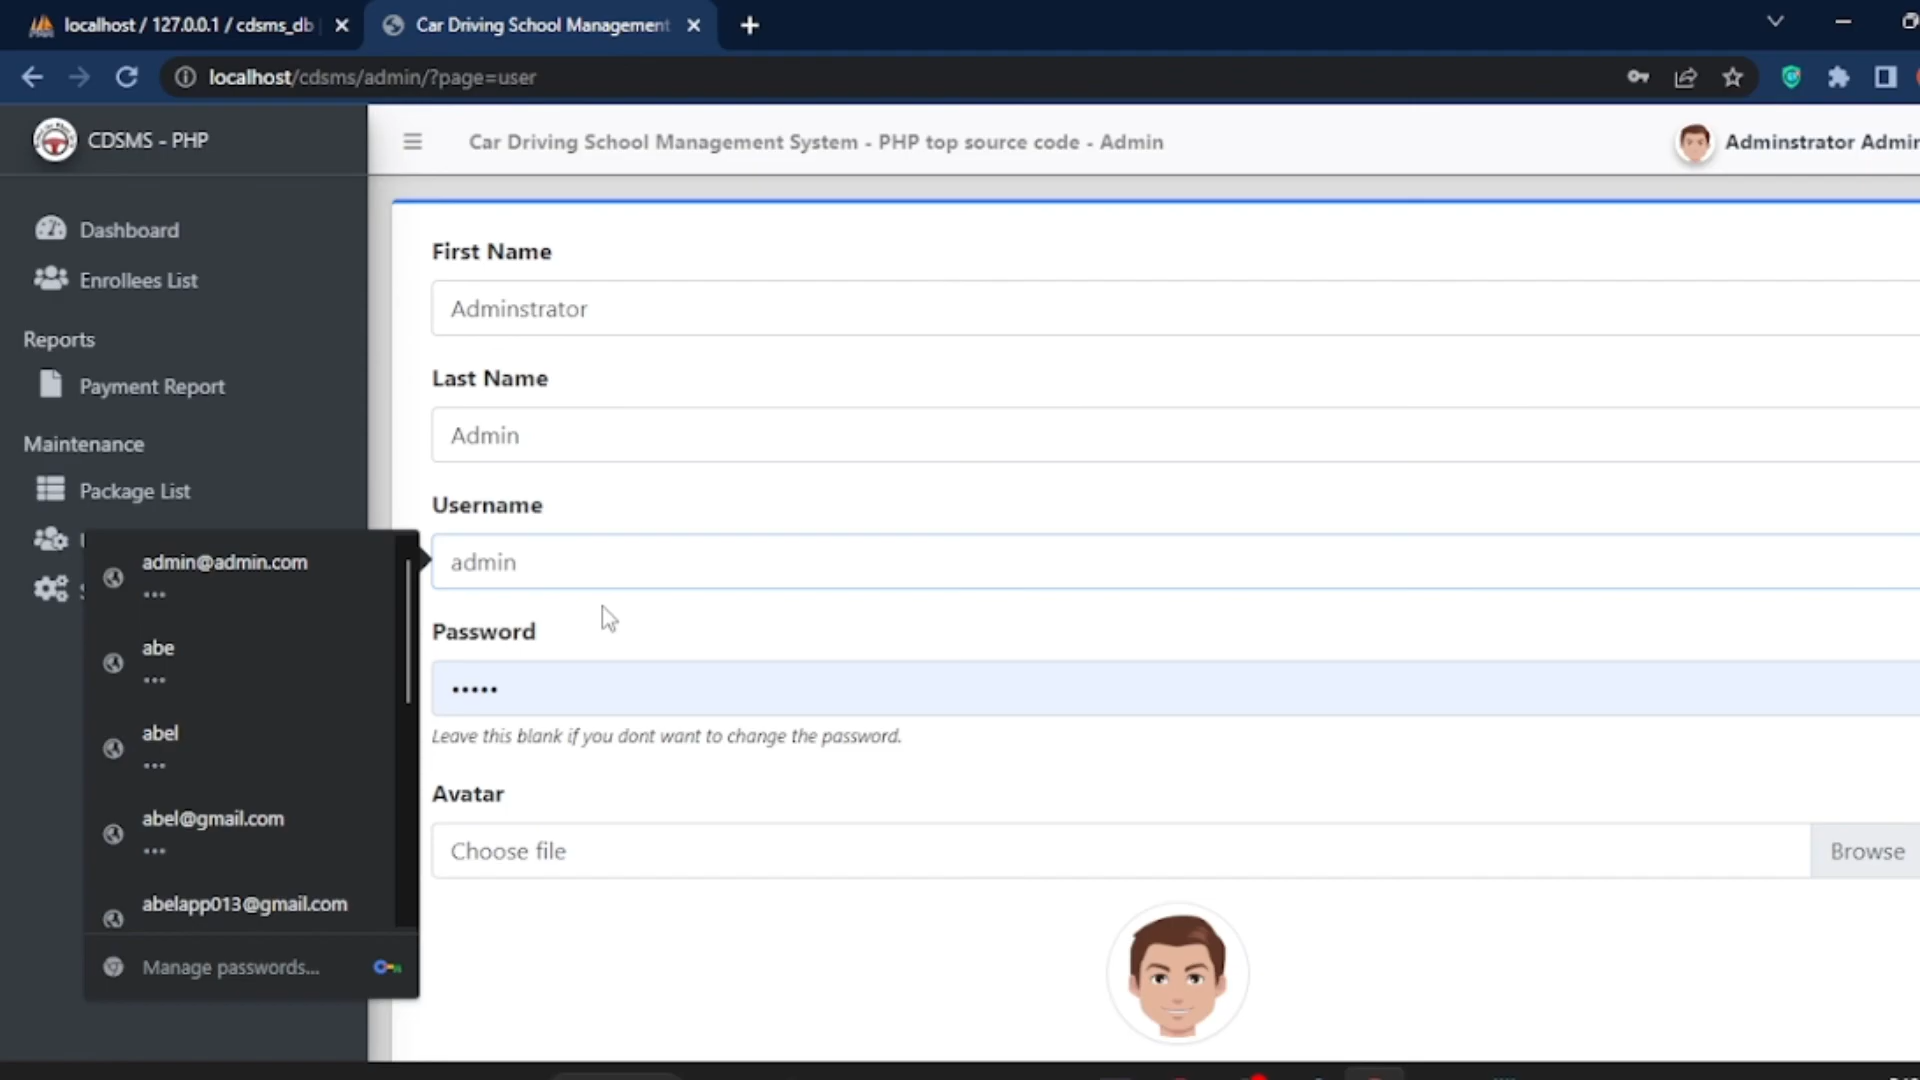 localhost / 127.0.0.1 / cdsms_db
Car Driving School Management
localhost/cdsms/admin/?page=user
CDSMS - PHP
Car Driving School Management System - PHP top source code - Admin
Adminstrator Admin
Dashboard
Enrollees List
Reports
Payment Report
Maintenance
Package List
First Name
Adminstrator
Last Name
Admin
Username
admin
Password
•••••
Leave this blank if you dont want to change the password.
Avatar
Choose file
Browse
admin@admin.com
•••
abe
•••
abel
•••
abel@gmail.com
•••
abelapp013@gmail.com
Manage passwords...